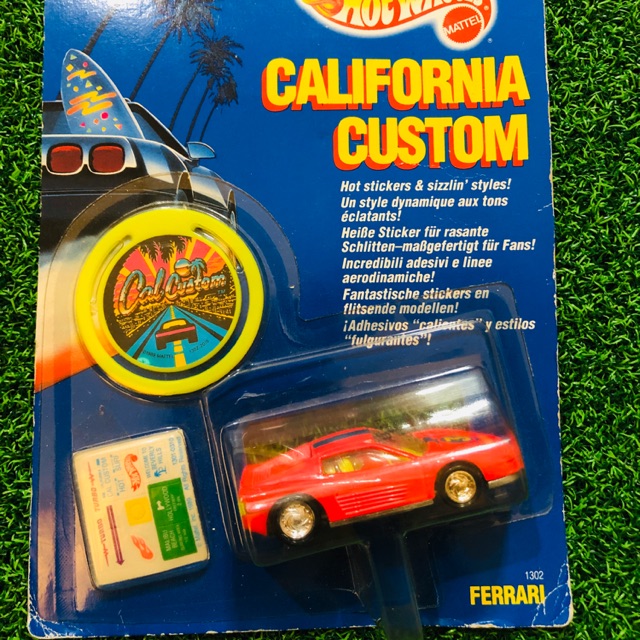 HOT WHEELS
MATTEL
CALIFORNIA
CUSTOM
Hot stickers & sizzlin' styles!
Un style dynamique aux tons
éclatants!
Heiße Sticker für rasante
Schlitten–maßgefertigt für Fans!
Incredibili adesivi e linee
aerodinamiche!
Fantastische stickers en
flitsende modellen!
¡Adhesivos "calientes" y estilos
"fulgurantes"!
Cal Custom
1302
FERRARI